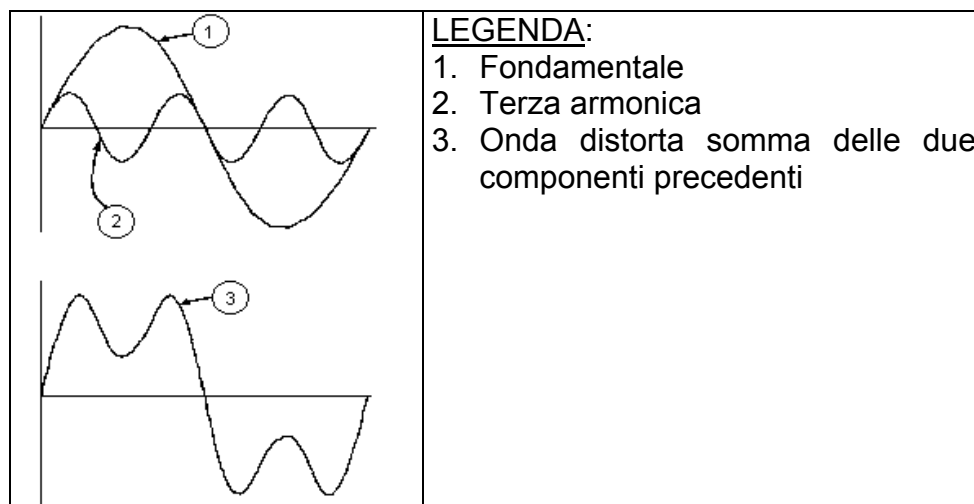 1
2
3
LEGENDA:
1. Fondamentale
2. Terza armonica
3. Onda distorta somma delle due
componenti precedenti